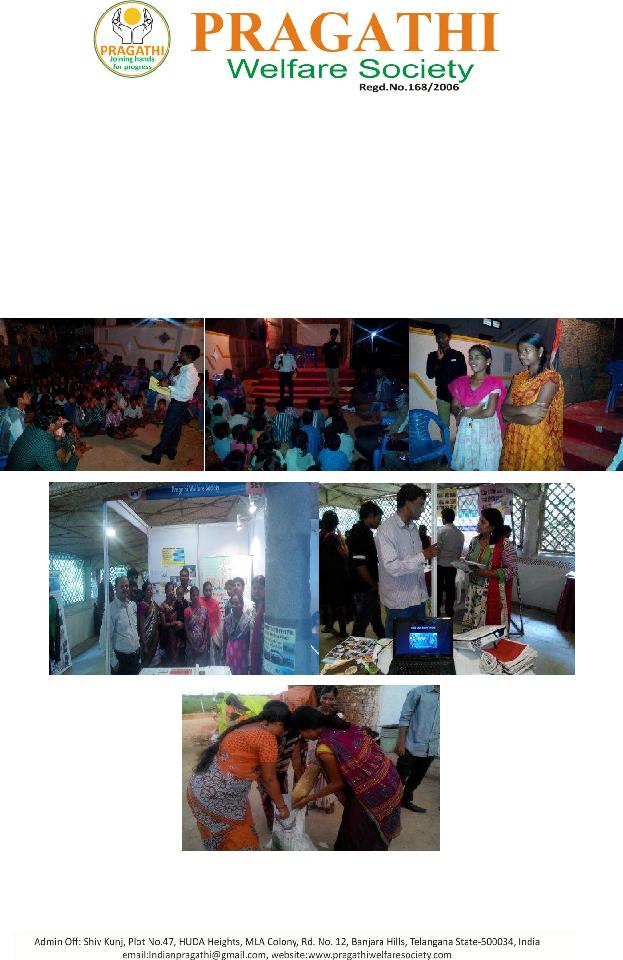 PRAGATHI
Joining hands
for progress
PRAGATHI
Welfare Society
Regd.No.168/2006
Pragathi Welfare Society
Admin Off: Shiv Kunj, Plot No.47, HUDA Heights, MLA Colony, Rd. No. 12, Banjara Hills, Telangana State-500034, India
email:Indianpragathi@gmail.com, website:www.pragathiwelfaresociety.com